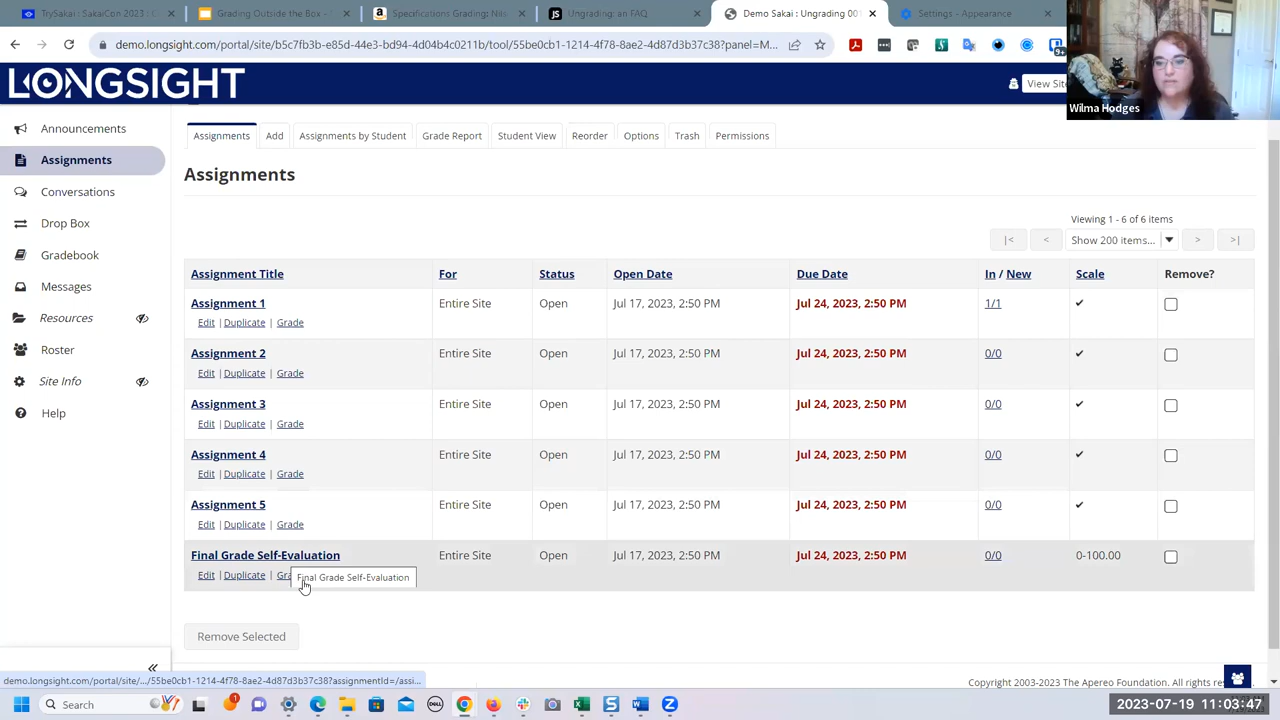 TrySakai: SakaiCon 2023 : C
Grading Outside the Box -
Specifications Grading: Nils
Ungrading: an FAQ
Demo Sakai : Ungrading 001
Settings - Appearance
demo.longsight.com/portal/site/b5c7fb3b-e85d-44
4b4c0211b/tool/55be0cb1-1214-4f78-8ae2-4d87d3b37c38?panel=M...
9+
LONGSIGHT
View Sit
Wilma Hodges
Announcements
Assignments
Conversations
Drop Box
Gradebook
Messages
Resources
Roster
Site Info
Help
Assignments
Add
Assignments by Student
Grade Report
Student View
Reorder
Options
Trash
Permissions
Assignments
Viewing 1 - 6 of 6 items
|< < Show 200 items... > >|
Assignment Title For Status Open Date Due Date In / New Scale Remove?
Assignment 1 Entire Site Open Jul 17, 2023, 2:50 PM Jul 24, 2023, 2:50 PM 1/1 ✔
Edit | Duplicate | Grade
Assignment 2 Entire Site Open Jul 17, 2023, 2:50 PM Jul 24, 2023, 2:50 PM 0/0 ✔
Edit | Duplicate | Grade
Assignment 3 Entire Site Open Jul 17, 2023, 2:50 PM Jul 24, 2023, 2:50 PM 0/0 ✔
Edit | Duplicate | Grade
Assignment 4 Entire Site Open Jul 17, 2023, 2:50 PM Jul 24, 2023, 2:50 PM 0/0 ✔
Edit | Duplicate | Grade
Assignment 5 Entire Site Open Jul 17, 2023, 2:50 PM Jul 24, 2023, 2:50 PM 0/0 ✔
Edit | Duplicate | Grade
Final Grade Self-Evaluation Entire Site Open Jul 17, 2023, 2:50 PM Jul 24, 2023, 2:50 PM 0/0 0-100.00
Edit | Duplicate | Gra
Final Grade Self-Evaluation
Remove Selected
demo.longsight.com/portal/site/.../55be0cb1-1214-4f78-8ae2-4d87d3b37c38?assignmentId=/assi...
Copyright 2003-2023 The Apereo Foundation. All rights re
Search
1
DELL
2023-07-19 11:03:47